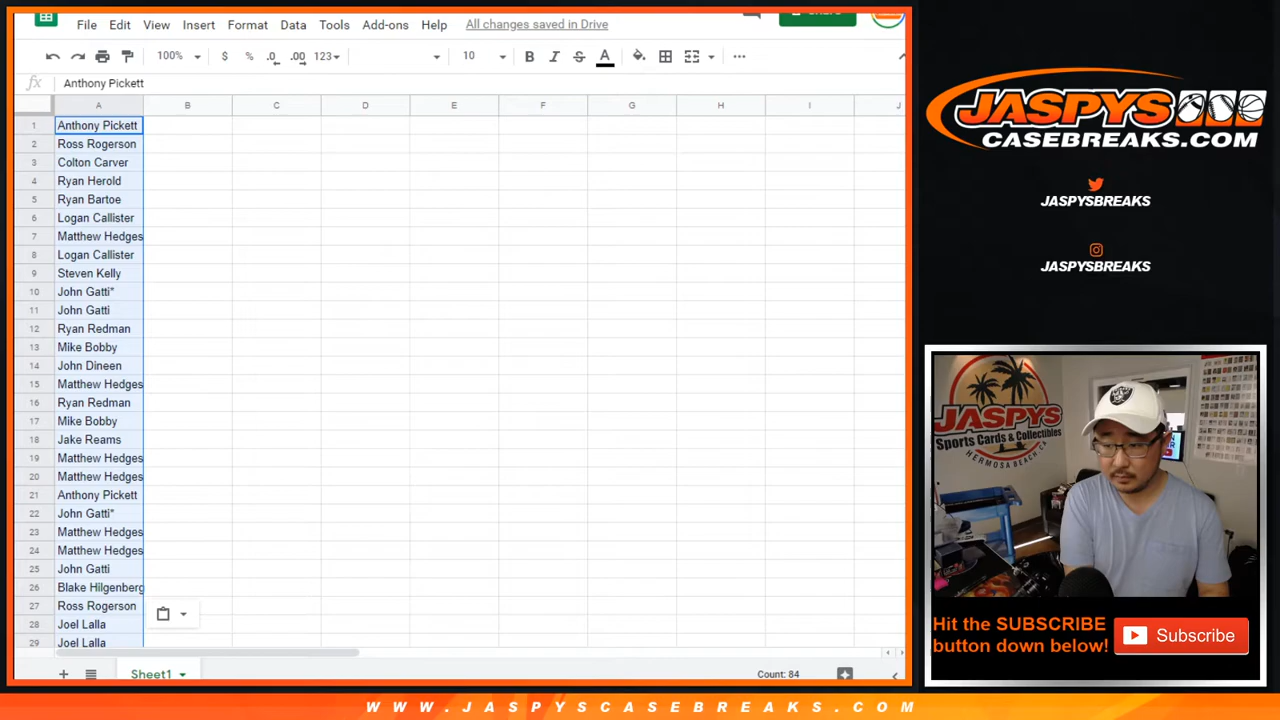 File Edit View Insert Format Data Tools Add-ons Help All changes saved in Drive
100% $ % .0 .00 123 10 B I S A
fx Anthony Pickett
A B C D E F G H I J
1 Anthony Pickett
2 Ross Rogerson
3 Colton Carver
4 Ryan Herold
5 Ryan Bartoe
6 Logan Callister
7 Matthew Hedges
8 Logan Callister
9 Steven Kelly
10 John Gatti*
11 John Gatti
12 Ryan Redman
13 Mike Bobby
14 John Dineen
15 Matthew Hedges
16 Ryan Redman
17 Mike Bobby
18 Jake Reams
19 Matthew Hedges
20 Matthew Hedges
21 Anthony Pickett
22 John Gatti*
23 Matthew Hedges
24 Matthew Hedges
25 John Gatti
26 Blake Hilgenberg
27 Ross Rogerson
28 Joel Lalla
29 Joel Lalla
Sheet1 Count: 84
JASPYS
CASEBREAKS.COM
JASPYSBREAKS
JASPYSBREAKS
JASPYS
Sports Cards & Collectibles
HERMOSA BEACH, CA
Hit the SUBSCRIBE
button down below!
Subscribe
WWW.JASPYSCASEBREAKS.COM